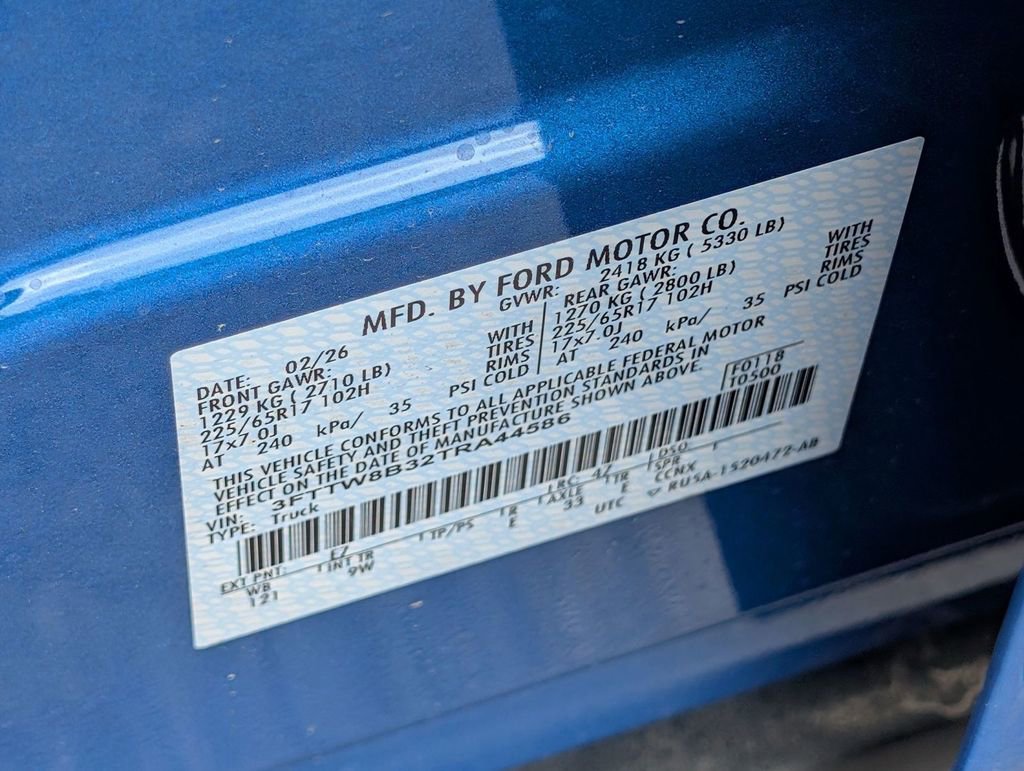 MFD. BY FORD MOTOR CO.
DATE: 02/26 GVWR: 2418 KG ( 5330 LB)
FRONT GAWR: REAR GAWR:
1229 KG ( 2710 LB) WITH 1270 KG ( 2800 LB) WITH
225/65R17 102H TIRES 225/65R17 102H TIRES
17x7.0J RIMS 17x7.0J RIMS
AT 240 kPa/ 35 PSI COLD AT 240 kPa/ 35 PSI COLD
THIS VEHICLE CONFORMS TO ALL APPLICABLE FEDERAL MOTOR
VEHICLE SAFETY AND THEFT PREVENTION STANDARDS IN
EFFECT ON THE DATE OF MANUFACTURE SHOWN ABOVE.
VIN: 3FTTW8B32TRA44586 F0118
TYPE: Truck T0500
EXT PNT: E7 LRC: 47 DSO:
WB INT TR TP/PS R AXLE TR SPR
121 9W E 33 E CCNX
UTC ▽ RU5A-1520472-AB